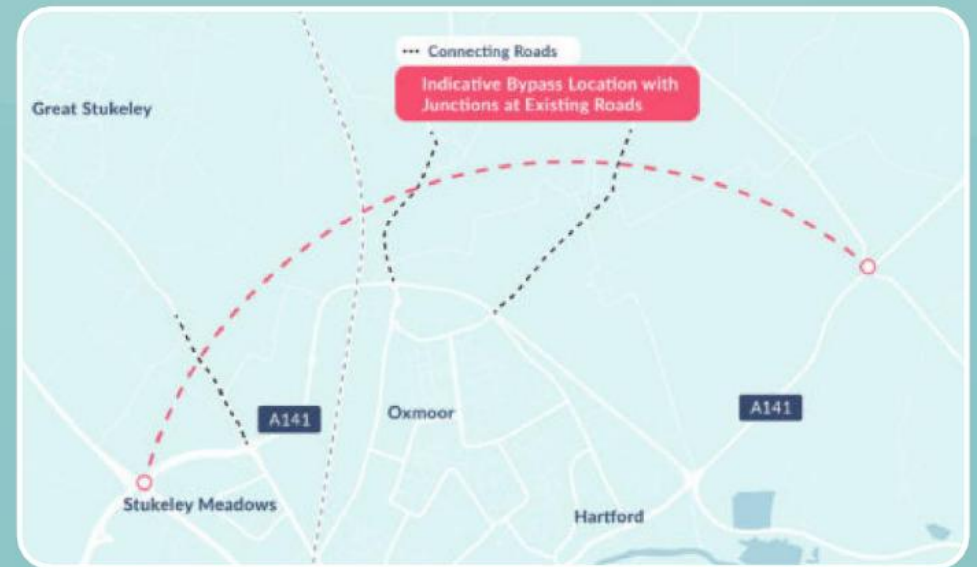 ••• Connecting Roads
Indicative Bypass Location with
Junctions at Existing Roads
Great Stukeley
A141
Oxmoor
A141
Stukeley Meadows
Hartford